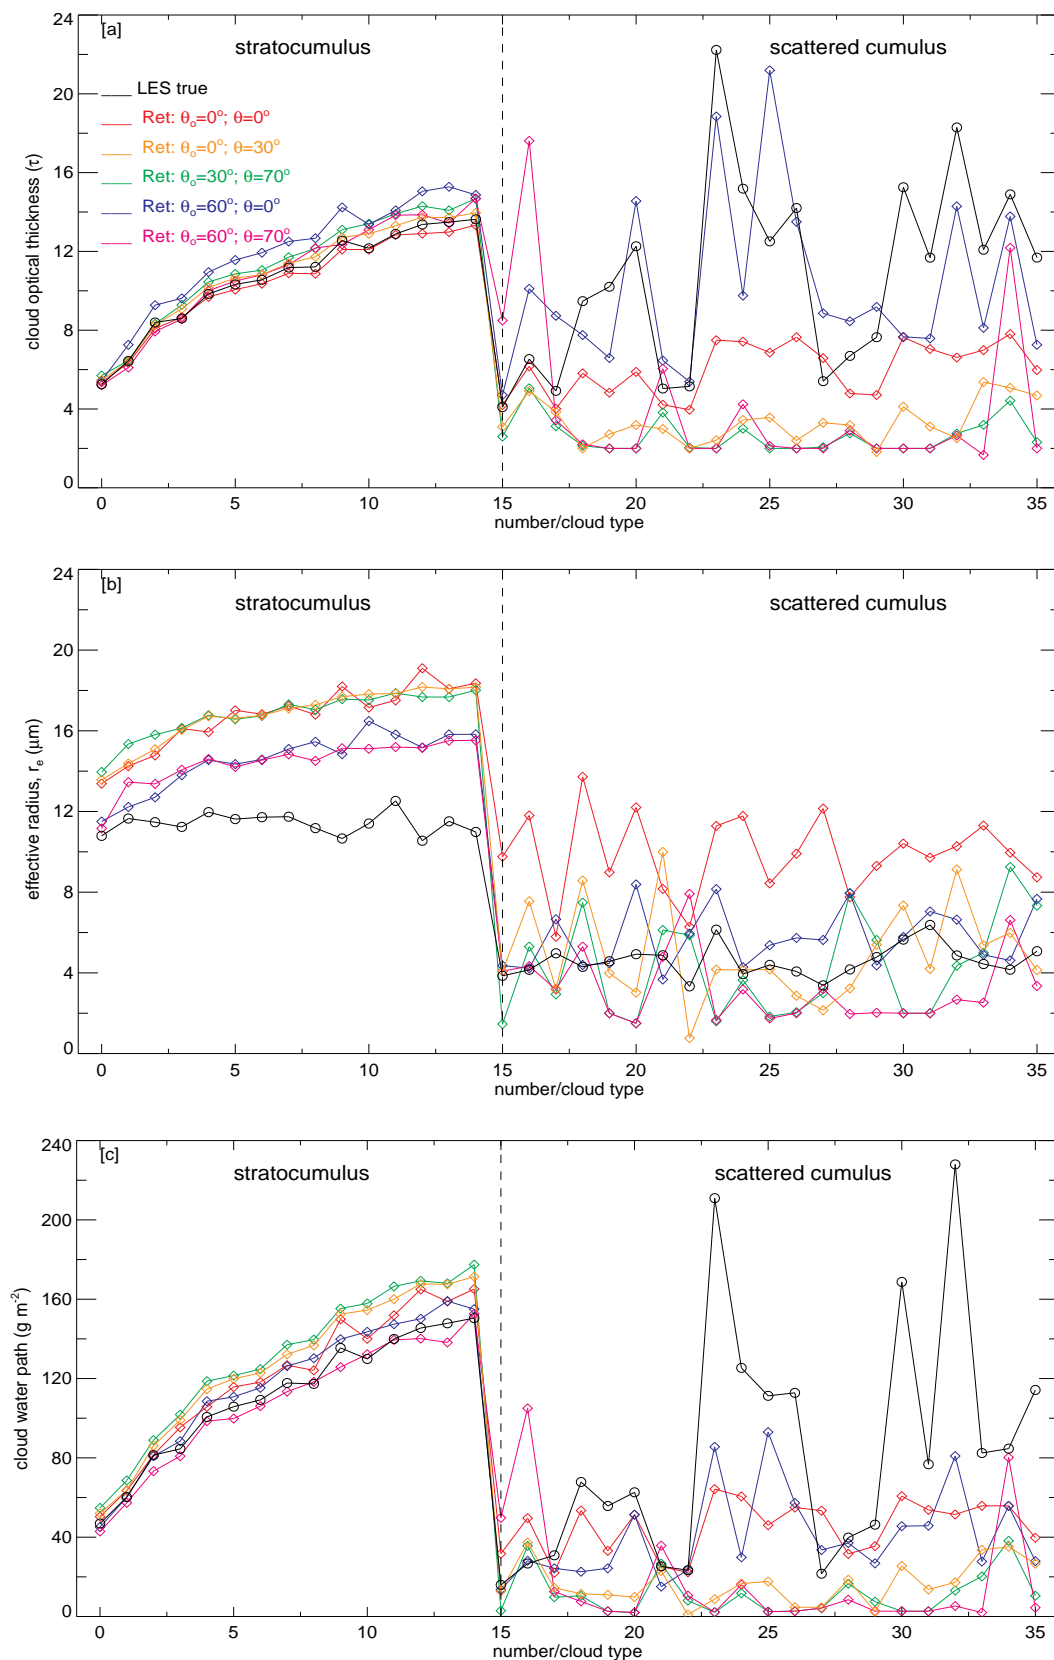 [a]
stratocumulus scattered cumulus
LES true
Ret: θo=0°; θ=0°
Ret: θo=0°; θ=30°
Ret: θo=30°; θ=70°
Ret: θo=60°; θ=0°
Ret: θo=60°; θ=70°
cloud optical thickness (τ)
24
20
16
12
8
4
0
0 5 10 15 20 25 30 35
number/cloud type
[b]
stratocumulus scattered cumulus
effective radius, re (μm)
24
20
16
12
8
4
0
0 5 10 15 20 25 30 35
number/cloud type
[c]
stratocumulus scattered cumulus
cloud water path (g m-2)
240
200
160
120
80
40
0
0 5 10 15 20 25 30 35
number/cloud type